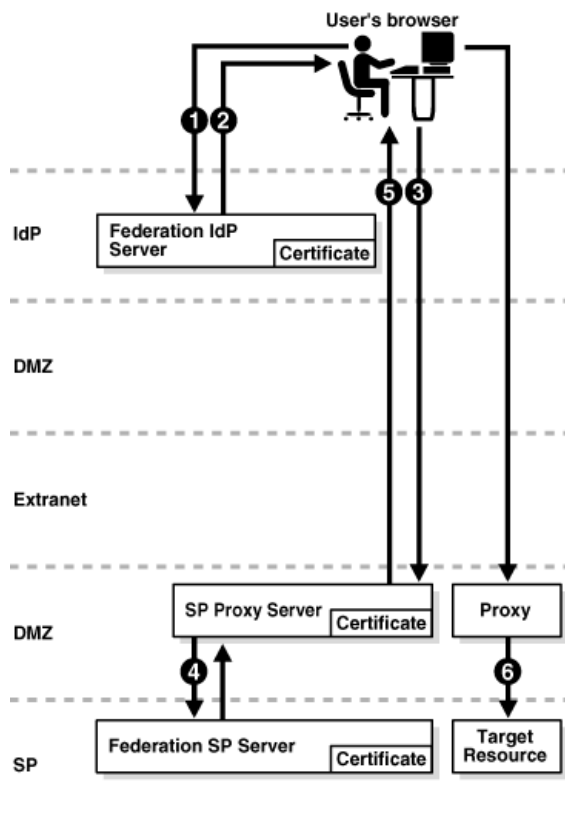 User's browser
1 2
5 3
IdP
Federation IdP
Server
Certificate
DMZ
Extranet
DMZ
SP Proxy Server
Certificate
Proxy
4
6
SP
Federation SP Server
Certificate
Target
Resource